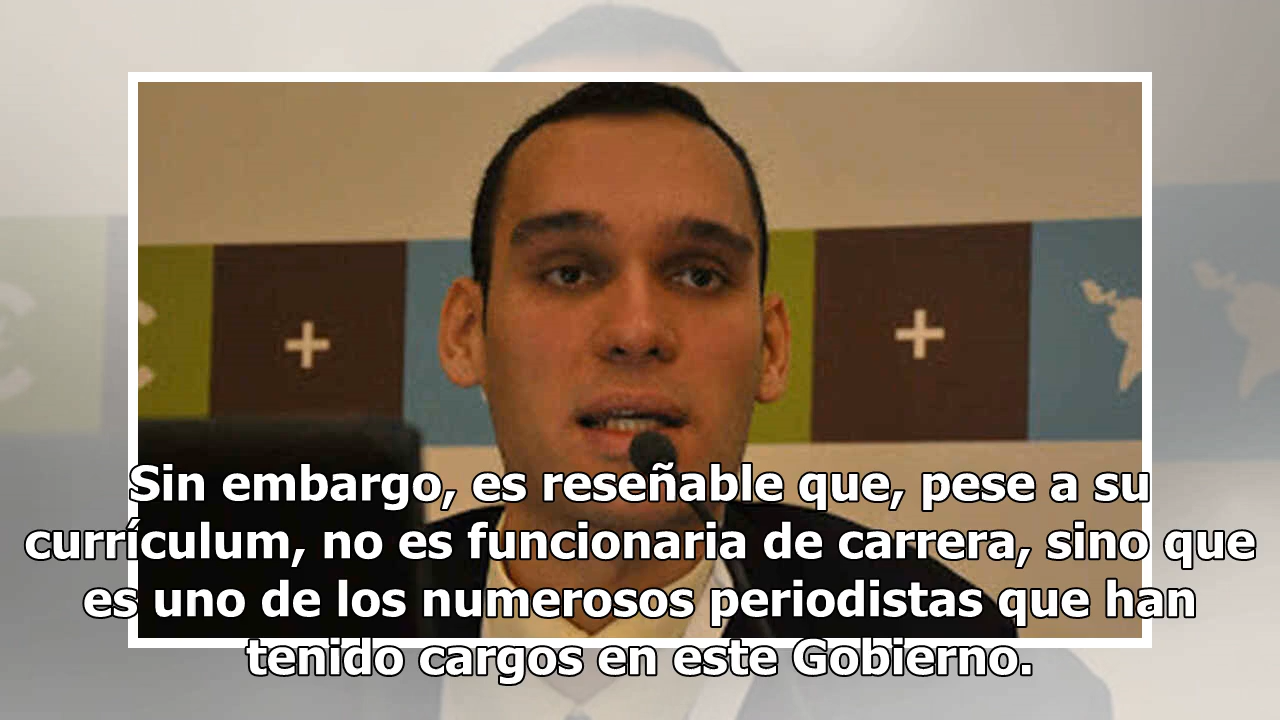 Sin embargo, es reseñable que, pese a su
currículum, no es funcionaria de carrera, sino que
es uno de los numerosos periodistas que han
tenido cargos en este Gobierno.